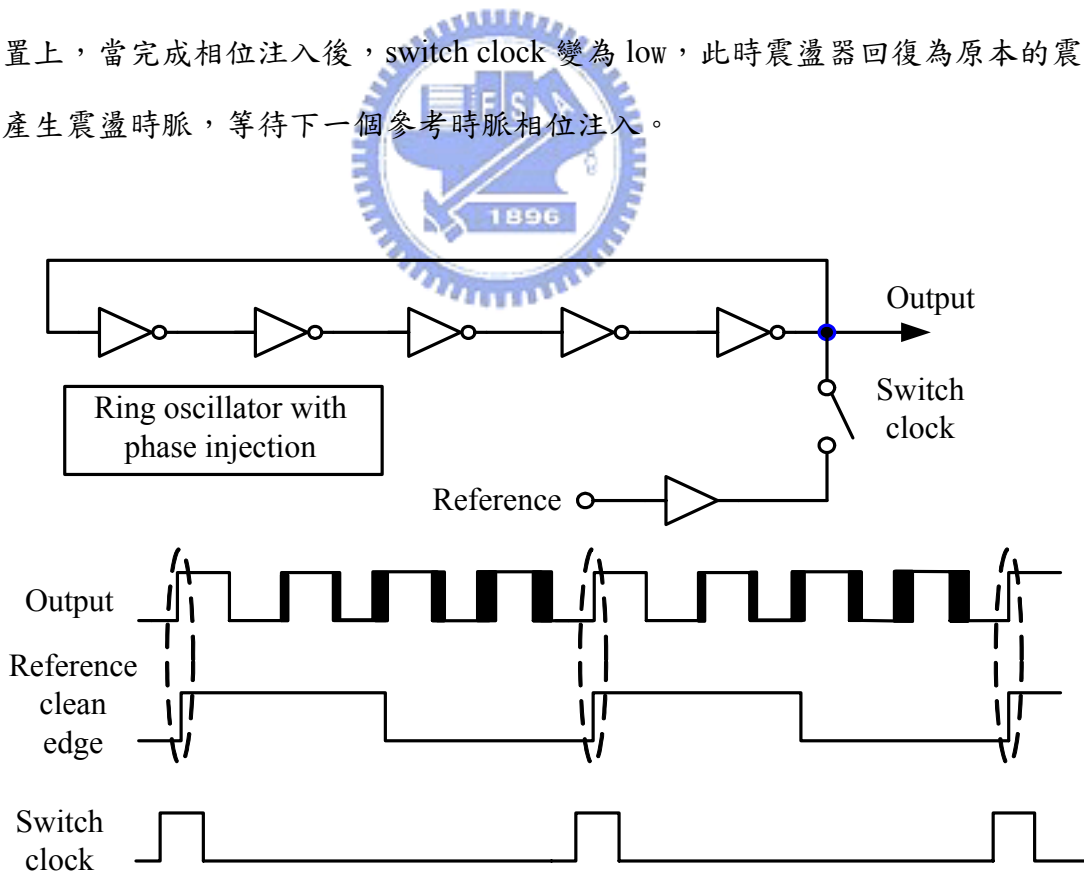 置上，當完成相位注入後，switch clock 變為 low，此時震盪器回復為原本的震
產生震盪時脈，等待下一個參考時脈相位注入。
E S A
1896
Output
Switch
clock
Ring oscillator with
phase injection
Reference
Output
Reference
clean
edge
Switch
clock